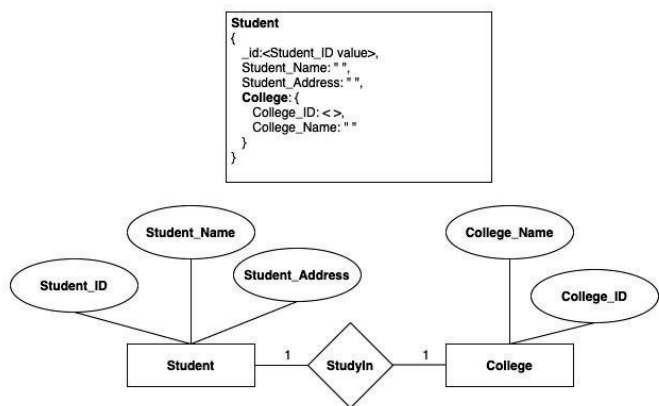 Student
{
_id:<Student_ID value>,
Student_Name: " ",
Student_Address: " ",
College: {
College_ID: < >,
College_Name: " "
}
}
Student_Name
College_Name
Student_ID
Student_Address
College_ID
Student
1
StudyIn
1
College